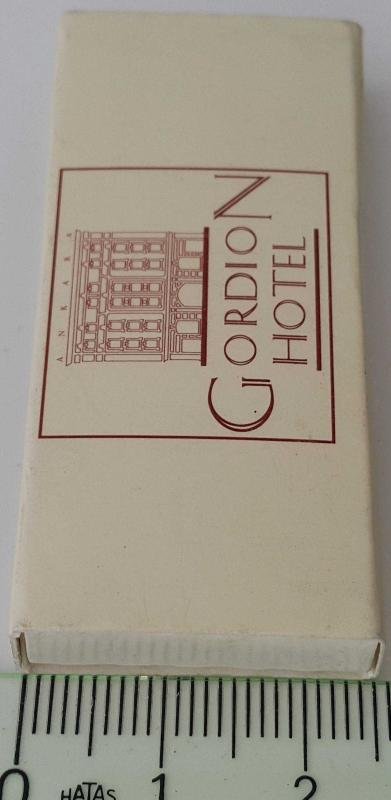 ANKARA
GORDION
HOTEL
0 1 2
HATAS